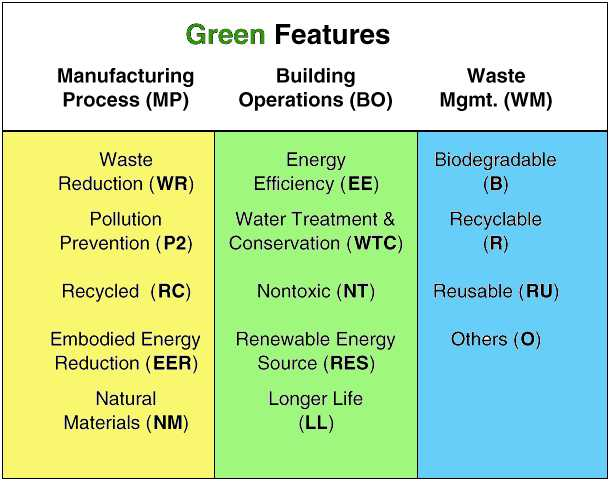 Green Features
Manufacturing
Process (MP)
Building
Operations (BO)
Waste
Mgmt. (WM)
Waste
Reduction (WR)
Pollution
Prevention (P2)
Recycled (RC)
Embodied Energy
Reduction (EER)
Natural
Materials (NM)
Energy
Efficiency (EE)
Water Treatment &
Conservation (WTC)
Nontoxic (NT)
Renewable Energy
Source (RES)
Longer Life
(LL)
Biodegradable
(B)
Recyclable
(R)
Reusable (RU)
Others (O)